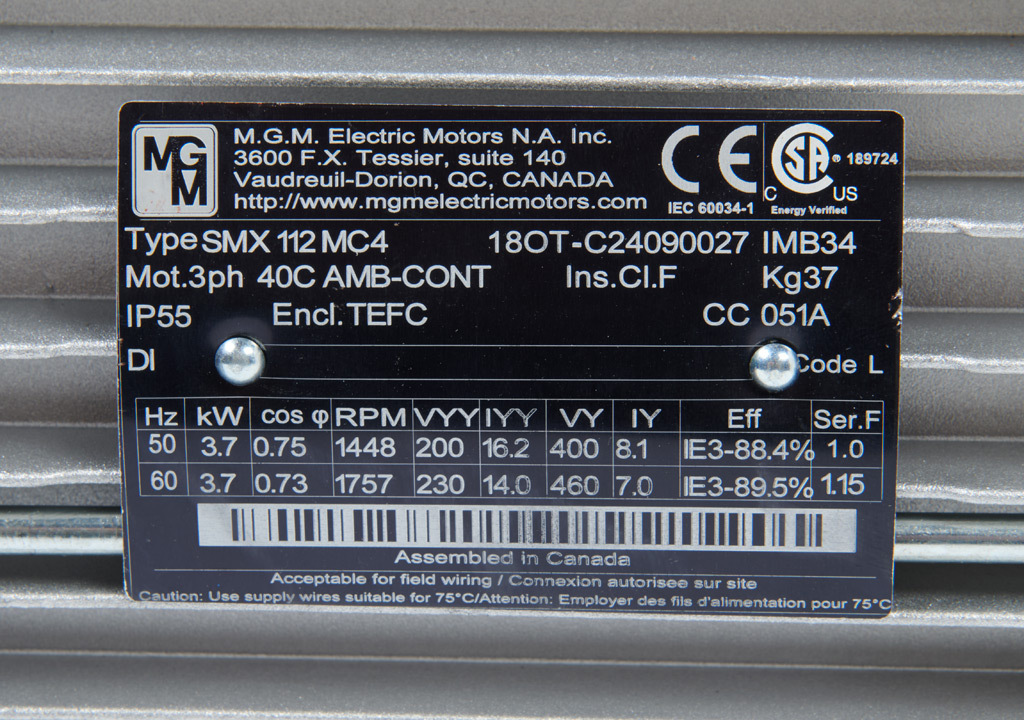 MGM
M.G.M. Electric Motors N.A. Inc.
3600 F.X. Tessier, suite 140
Vaudreuil-Dorion, QC, CANADA
http://www.mgmelectricmotors.com
CE
IEC 60034-1
CSA ® 189724
C US
Energy Verified
Type SMX 112 MC4 18OT-C24090027 IMB34
Mot.3ph 40C AMB-CONT Ins.Cl.F Kg37
IP55 Encl.TEFC CC 051A
DI Code L
Hz kW cos φ RPM VYY IYY VY IY Eff Ser.F
50 3.7 0.75 1448 200 16.2 400 8.1 IE3-88.4% 1.0
60 3.7 0.73 1757 230 14.0 460 7.0 IE3-89.5% 1.15
Assembled in Canada
Acceptable for field wiring / Connexion autorisee sur site
Caution: Use supply wires suitable for 75°C/Attention: Employer des fils d'alimentation pour 75°C